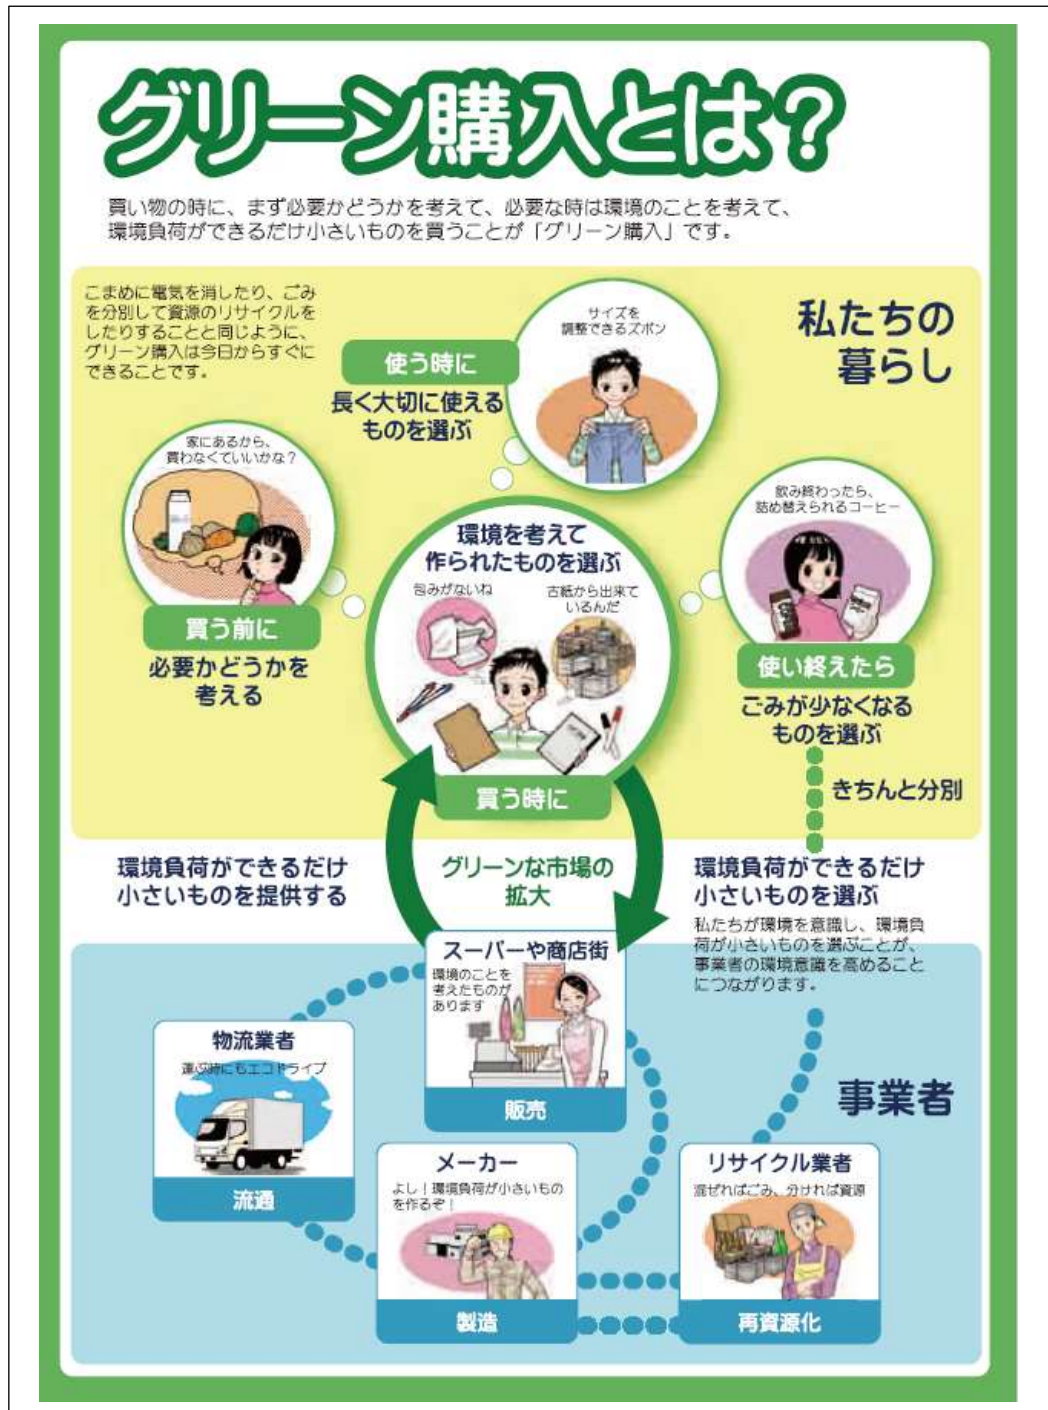 グリーン購入とは？
買い物の時に、まず必要かどうかを考えて、必要な時は環境のことを考えて、
環境負荷ができるだけ小さいものを買うことが「グリーン購入」です。
こまめに電気を消したり、ごみ
を分別して資源のリサイクルを
したりすることと同じように、
グリーン購入は今日からすぐに
できることです。
私たちの
暮らし
サイズを
調整できるズボン
使う時に
長く大切に使える
ものを選ぶ
家にあるから、
買わなくていいかな？
買う前に
必要かどうかを
考える
環境を考えて
作られたものを選ぶ
包みがないね
古紙から出来て
いるんだ
買う時に
飲み終わったら、
詰め替えられるコーヒー
使い終えたら
ごみが少なくなる
ものを選ぶ
きちんと分別
環境負荷ができるだけ
小さいものを提供する
グリーンな市場の
拡大
環境負荷ができるだけ
小さいものを選ぶ
私たちが環境を意識し、環境負
荷が小さいものを選ぶことが、
事業者の環境意識を高めること
につながります。
スーパーや商店街
環境のことを
考えたものが
あります
販売
物流業者
運ぶ時にもエコドライブ
流通
事業者
メーカー
よし！環境負荷が小さいもの
を作るぞ！
製造
リサイクル業者
混ぜればごみ、分ければ資源
再資源化